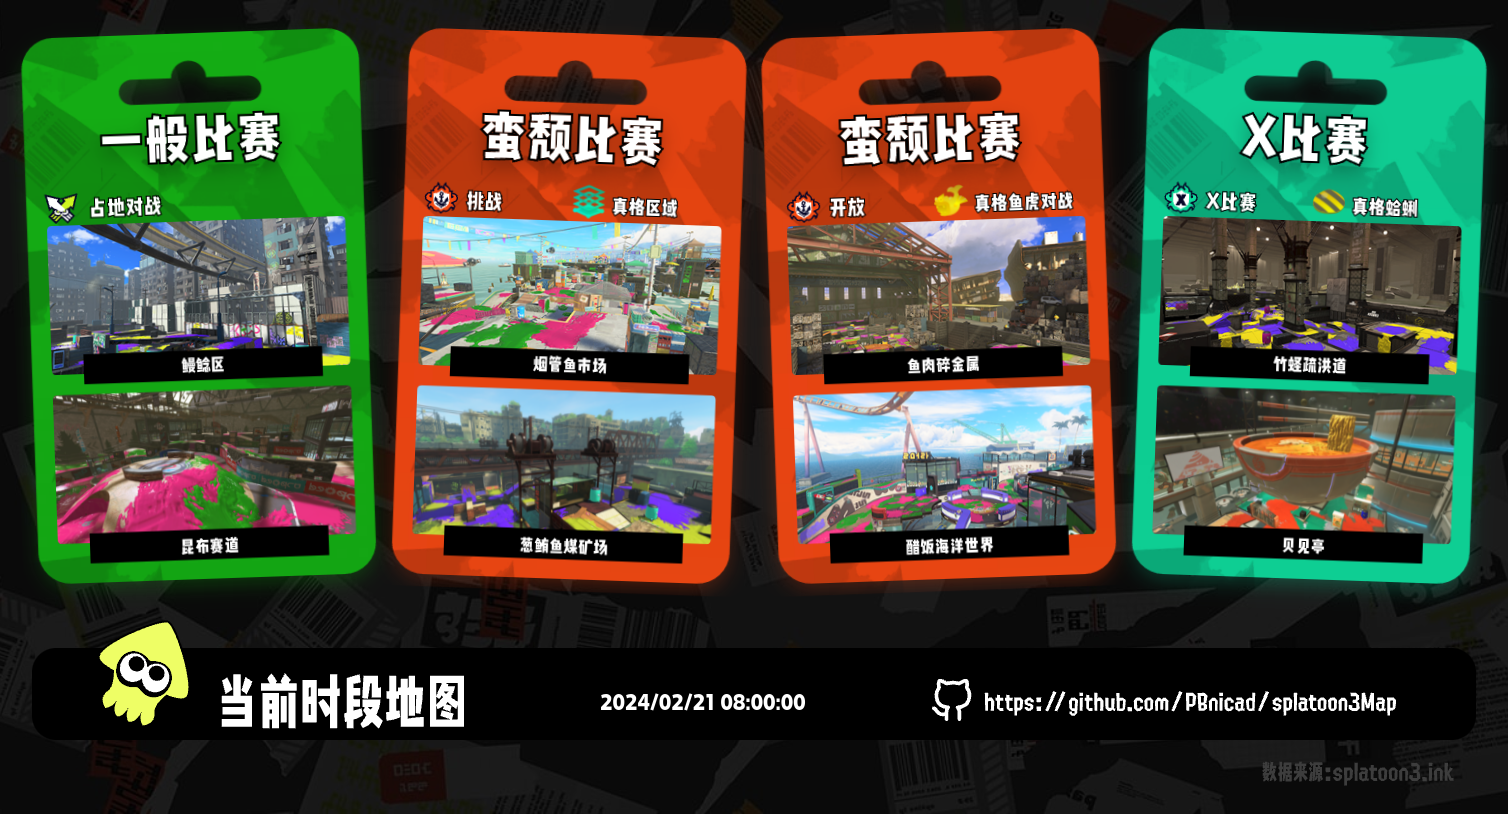 一般比赛
占地对战
鳗鲶区
昆布赛道
蛮颓比赛
挑战
真格区域
烟管鱼市场
葱鲔鱼煤矿场
蛮颓比赛
开放
真格鱼虎对战
鱼肉碎金属
醋饭海洋世界
X比赛
X比赛
真格蛤蜊
竹蛏疏洪道
贝见亭
当前时段地图
2024/02/21 08:00:00
https://github.com/PBnicad/splatoon3Map
数据来源:splatoon3.ink